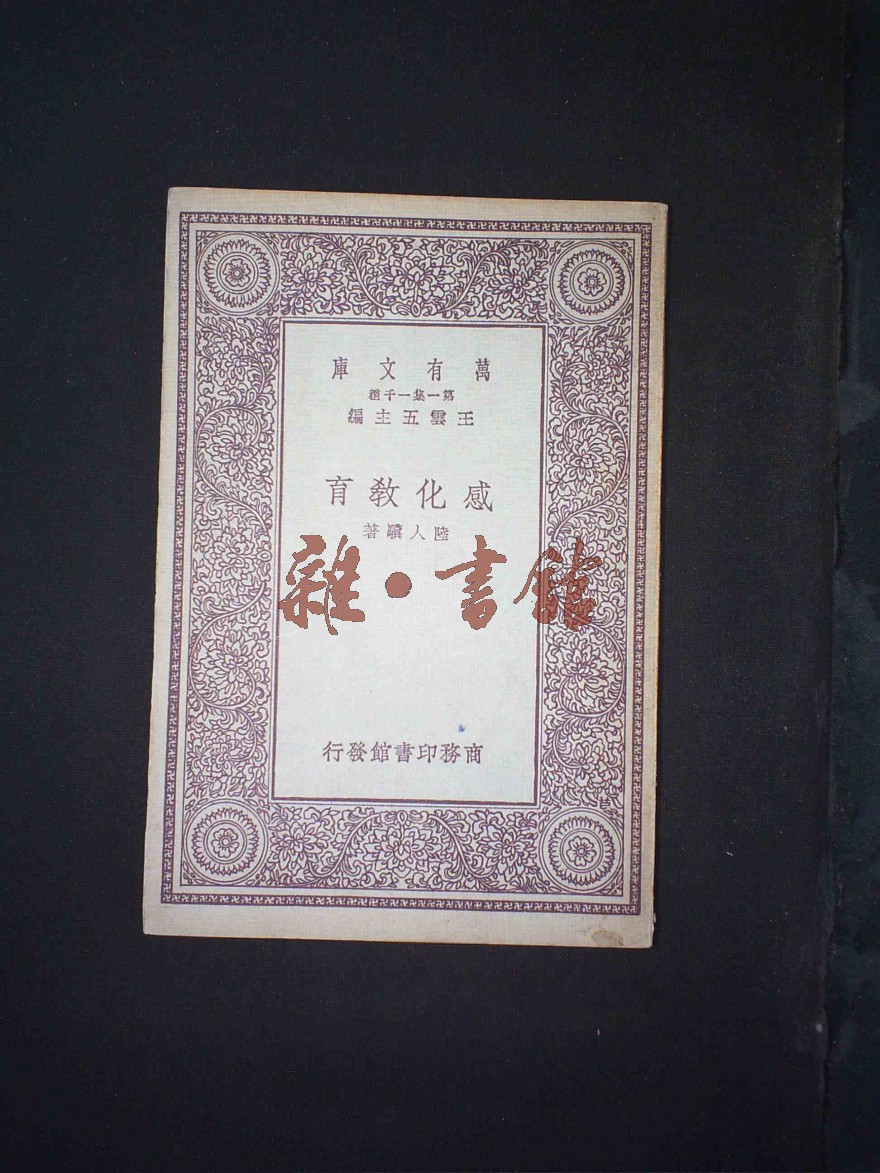 萬有文庫
第一集一千種
王雲五主編
感化教育
陸人驥著
雜·書館
商務印書館發行